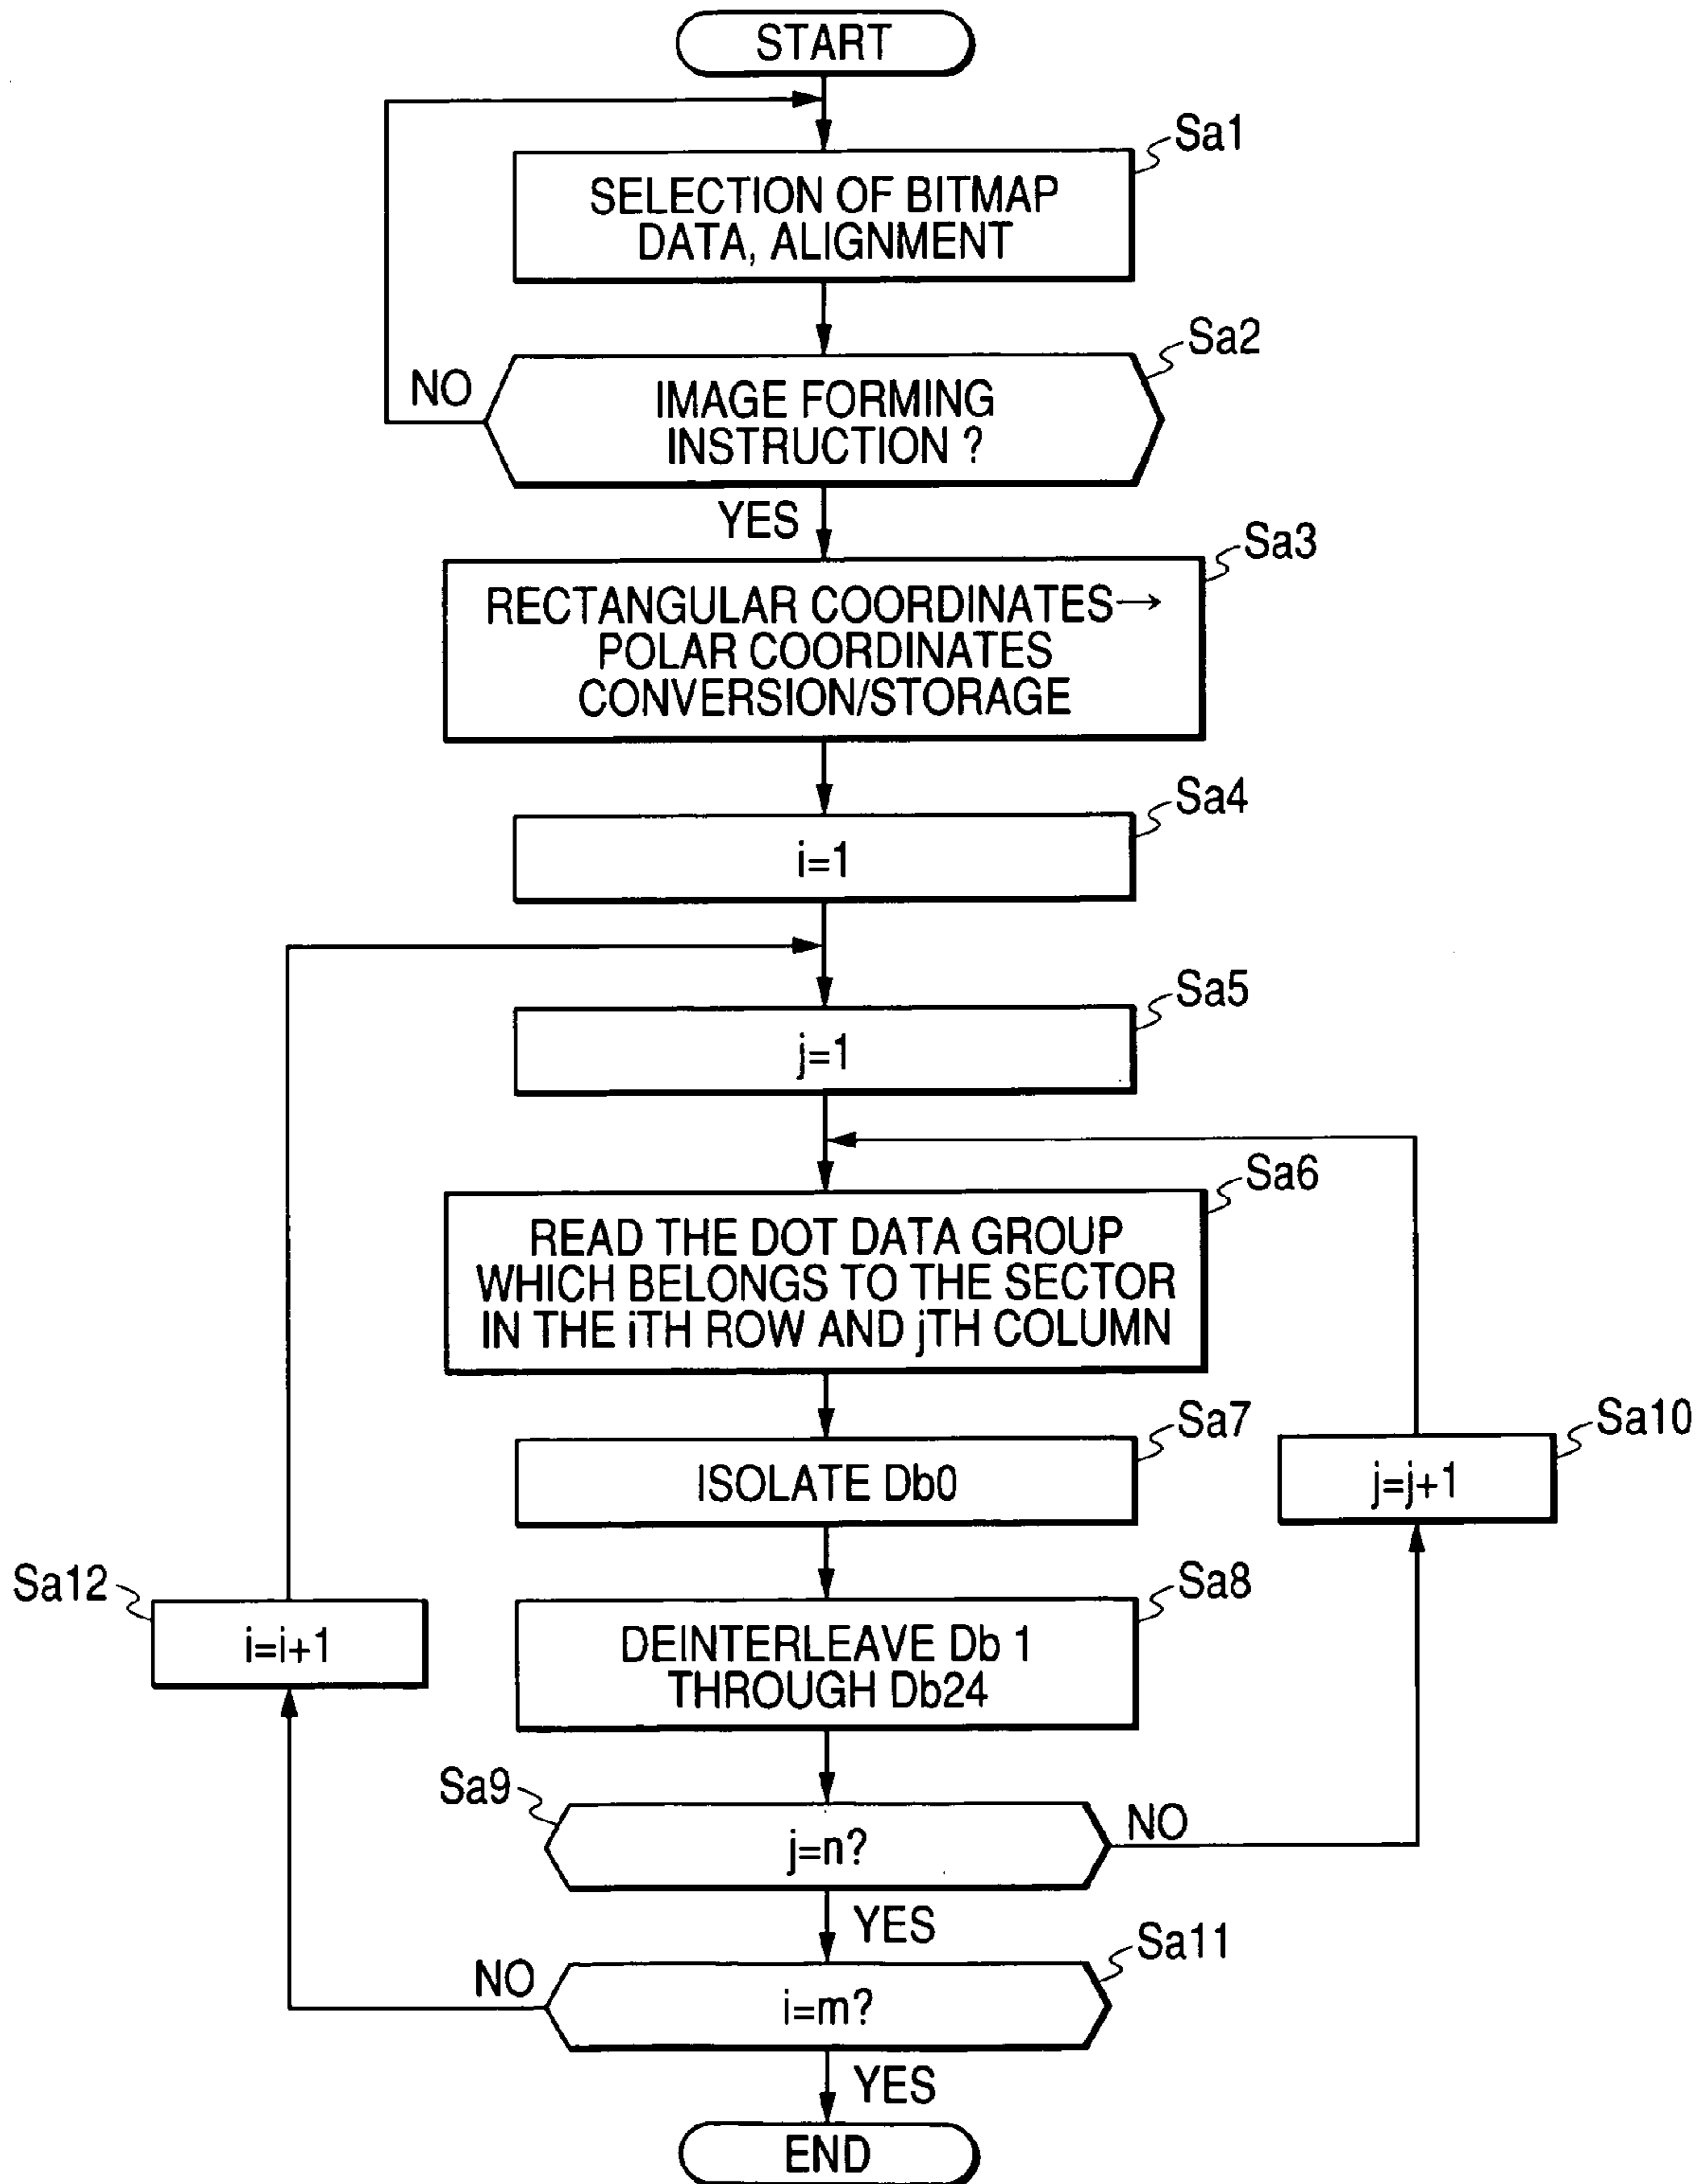 START
Sa1
SELECTION OF BITMAP
DATA, ALIGNMENT
Sa2
NO
IMAGE FORMING
INSTRUCTION ?
YES
Sa3
RECTANGULAR COORDINATES→
POLAR COORDINATES
CONVERSION/STORAGE
Sa4
i=1
Sa5
j=1
Sa6
READ THE DOT DATA GROUP
WHICH BELONGS TO THE SECTOR
IN THE iTH ROW AND jTH COLUMN
Sa7
ISOLATE Db0
Sa10
j=j+1
Sa8
DEINTERLEAVE Db 1
THROUGH Db24
Sa12
i=i+1
Sa9
j=n?
NO
YES
Sa11
NO
i=m?
YES
END